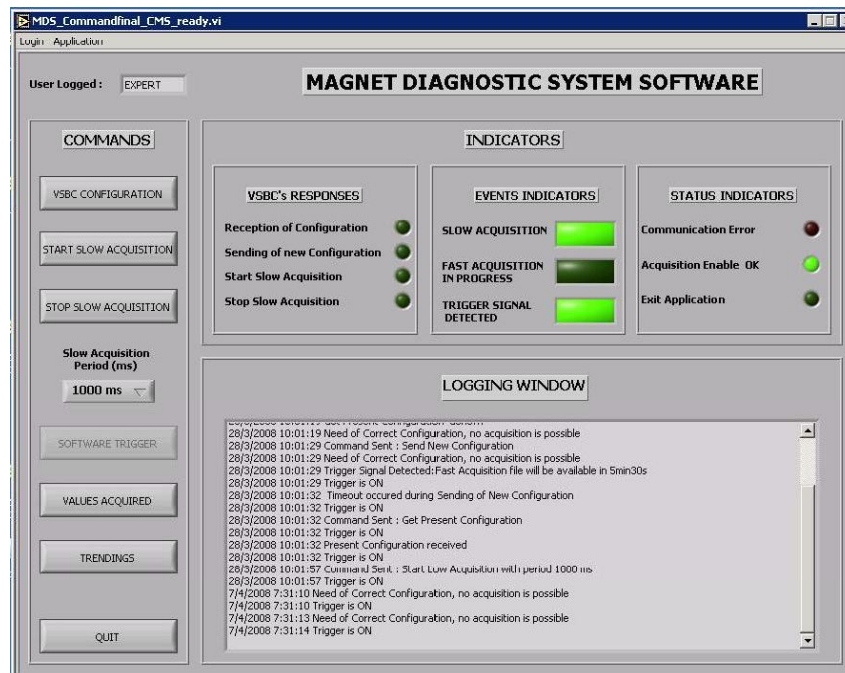 MDS_Commandfinal_CMS_ready.vi
Login Application
User Logged : EXPERT
MAGNET DIAGNOSTIC SYSTEM SOFTWARE
COMMANDS
VSBC CONFIGURATION
START SLOW ACQUISITION
STOP SLOW ACQUISITION
Slow Acquisition
Period (ms)
1000 ms
SOFTWARE TRIGGER
VALUES ACQUIRED
TRENDINGS
QUIT
INDICATORS
VSBC's RESPONSES
Reception of Configuration
Sending of new Configuration
Start Slow Acquisition
Stop Slow Acquisition
EVENTS INDICATORS
SLOW ACQUISITION
FAST ACQUISITION
IN PROGRESS
TRIGGER SIGNAL
DETECTED
STATUS INDICATORS
Communication Error
Acquisition Enable OK
Exit Application
LOGGING WINDOW
28/3/2008 10:01:19 Need of Correct Configuration, no acquisition is possible
28/3/2008 10:01:29 Command Sent : Send New Configuration
28/3/2008 10:01:29 Need of Correct Configuration, no acquisition is possible
28/3/2008 10:01:29 Trigger Signal Detected: Fast Acquisition file will be available in 5min30s
28/3/2008 10:01:29 Trigger is ON
28/3/2008 10:01:32 Timeout occured during Sending of New Configuration
28/3/2008 10:01:32 Trigger is ON
28/3/2008 10:01:32 Command Sent : Get Present Configuration
28/3/2008 10:01:32 Trigger is ON
28/3/2008 10:01:32 Present Configuration received
28/3/2008 10:01:32 Trigger is ON
28/3/2008 10:01:57 Command Sent : Start Low Acquisition with period 1000 ms
28/3/2008 10:01:57 Trigger is ON
7/4/2008 7:31:10 Need of Correct Configuration, no acquisition is possible
7/4/2008 7:31:10 Trigger is ON
7/4/2008 7:31:13 Need of Correct Configuration, no acquisition is possible
7/4/2008 7:31:14 Trigger is ON